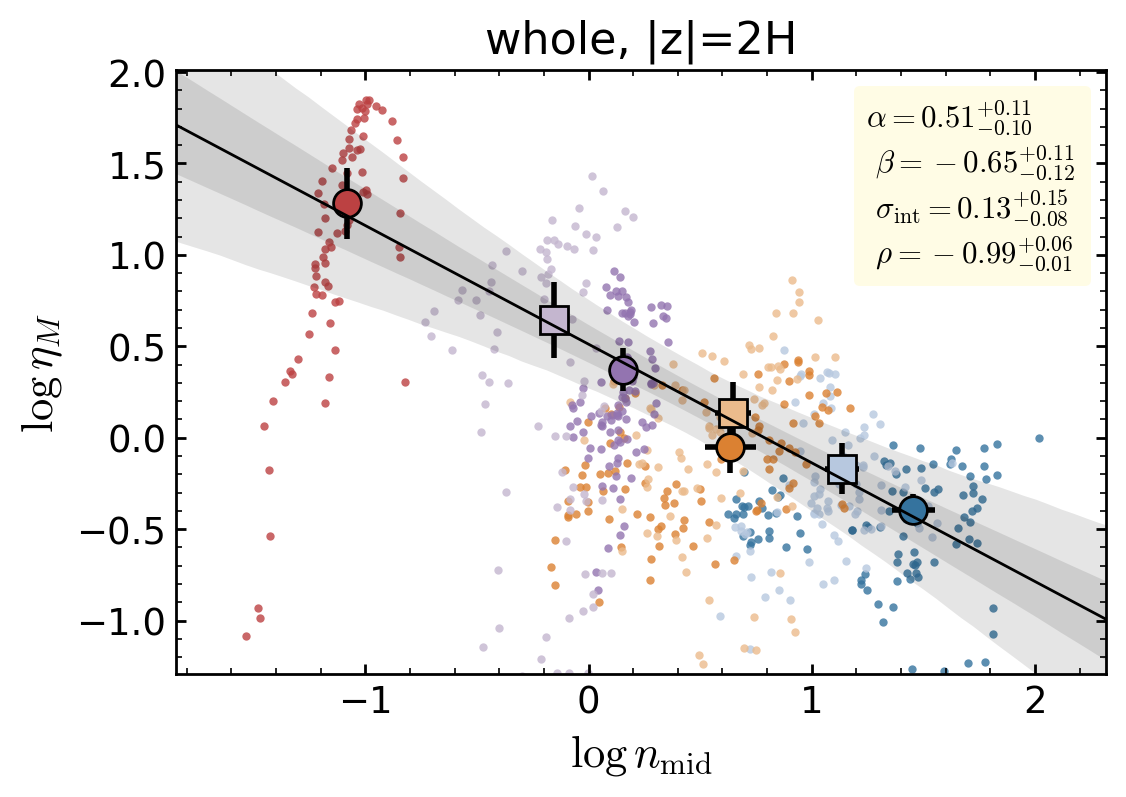 whole, |z|=2H
2.0
1.5
1.0
0.5
0.0
−0.5
−1.0
log η_M
α = 0.51^{+0.11}_{−0.10}
β = −0.65^{+0.11}_{−0.12}
σ_int = 0.13^{+0.15}_{−0.08}
ρ = −0.99^{+0.06}_{−0.01}
−1 0 1 2
log n_mid